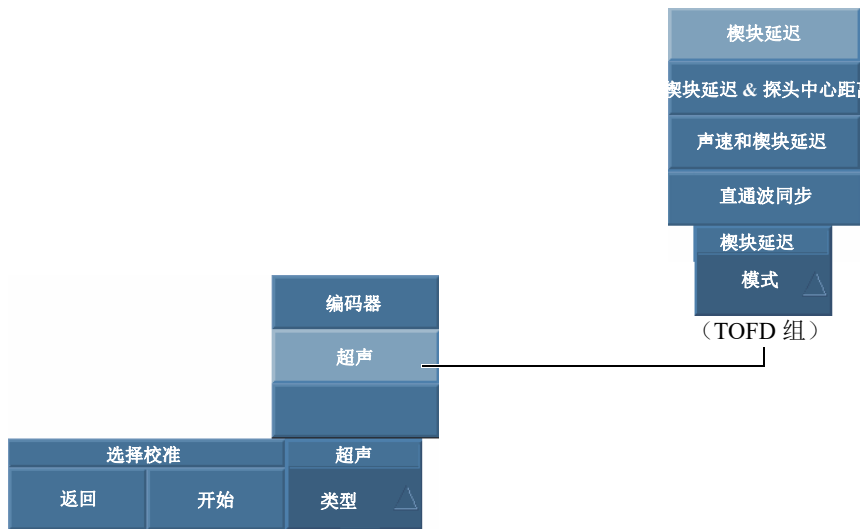 楔块延迟
楔块延迟 & 探头中心距
声速和楔块延迟
直通波同步
楔块延迟
模式
（TOFD 组）
编码器
超声
选择校准
超声
返回
开始
类型